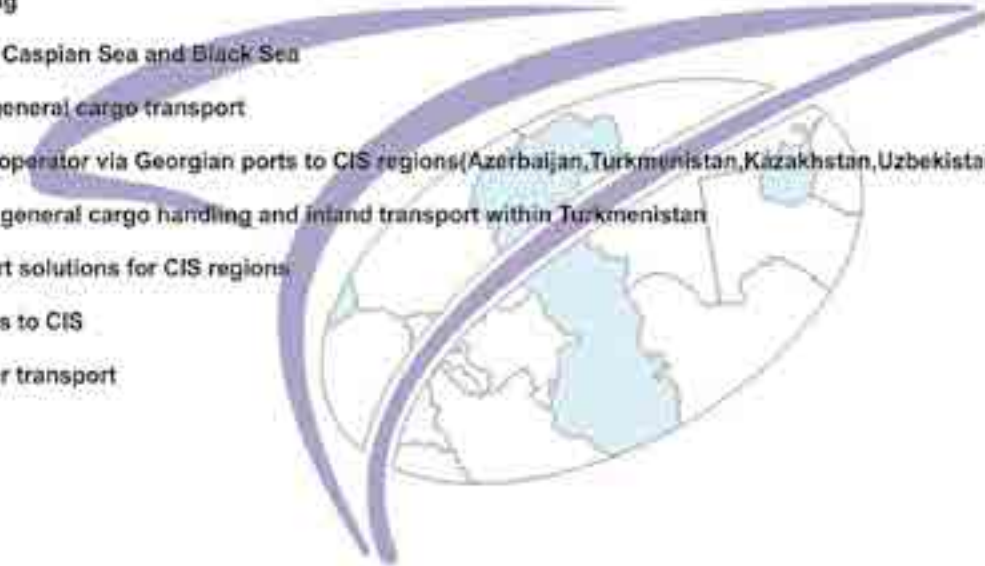 Caspian Sea and Black Sea
general cargo transport
operator via Georgian ports to CIS regions(Azerbaijan,Turkmenistan,Kazakhstan,Uzbekista
general cargo handling and inland transport within Turkmenistan
rt solutions for CIS regions
s to CIS
r transport